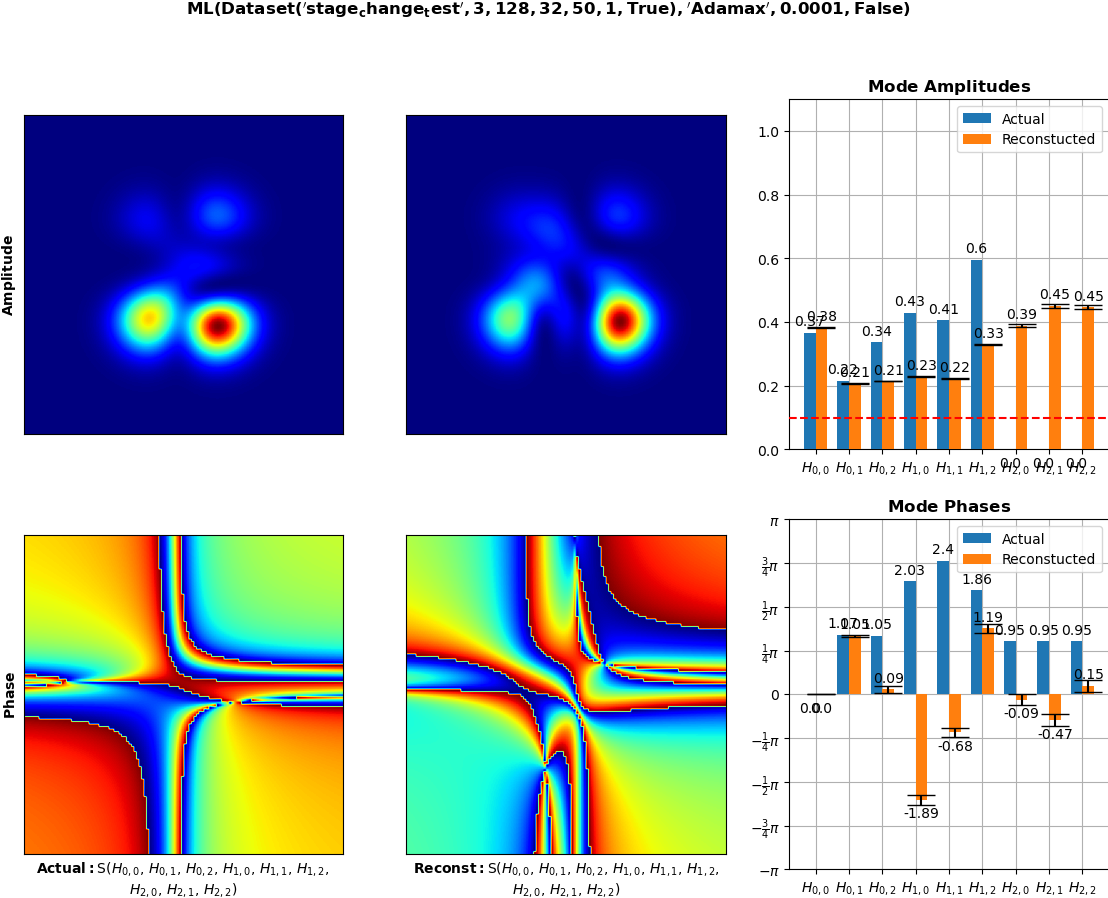 ML(Dataset('stage_change_test', 3, 128, 32, 50, 1, True), 'Adamax', 0.0001, False)
Amplitude
Mode Amplitudes
Actual
Reconstucted
1.0
0.8
0.6
0.4
0.2
0.0
0.37
0.38
0.22
0.21
0.34
0.21
0.43
0.23
0.41
0.22
0.6
0.33
0.0
0.39
0.0
0.45
0.0
0.45
H0,0 H0,1 H0,2 H1,0 H1,1 H1,2 H2,0 H2,1 H2,2
Phase
Actual: S(H0,0, H0,1, H0,2, H1,0, H1,1, H1,2,
H2,0, H2,1, H2,2)
Reconst: S(H0,0, H0,1, H0,2, H1,0, H1,1, H1,2,
H2,0, H2,1, H2,2)
Mode Phases
Actual
Reconstucted
π
3/4π
1/2π
1/4π
0
−1/4π
−1/2π
−3/4π
−π
0.0
0.0
1.17
1.05
1.05
0.09
2.03
-1.89
2.4
-0.68
1.86
1.19
0.95
-0.09
0.95
-0.47
0.95
0.15
H0,0 H0,1 H0,2 H1,0 H1,1 H1,2 H2,0 H2,1 H2,2